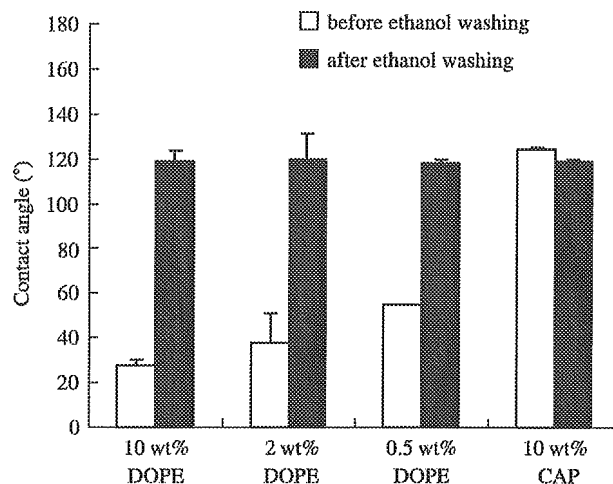 before ethanol washing
after ethanol washing
Contact angle (°)
180
160
140
120
100
80
60
40
20
0
10 wt%
DOPE
2 wt%
DOPE
0.5 wt%
DOPE
10 wt%
CAP